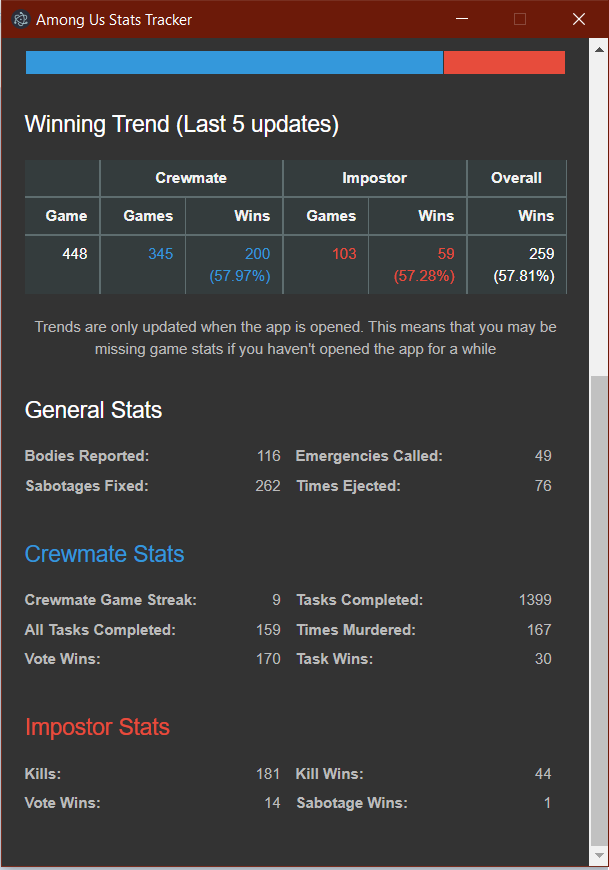 Among Us Stats Tracker
Winning Trend (Last 5 updates)
Crewmate Impostor Overall
Game Games Wins Games Wins Wins
448 345 200 103 59 259
(57.97%) (57.28%) (57.81%)
Trends are only updated when the app is opened. This means that you may be
missing game stats if you haven't opened the app for a while
General Stats
Bodies Reported: 116 Emergencies Called: 49
Sabotages Fixed: 262 Times Ejected: 76
Crewmate Stats
Crewmate Game Streak: 9 Tasks Completed: 1399
All Tasks Completed: 159 Times Murdered: 167
Vote Wins: 170 Task Wins: 30
Impostor Stats
Kills: 181 Kill Wins: 44
Vote Wins: 14 Sabotage Wins: 1